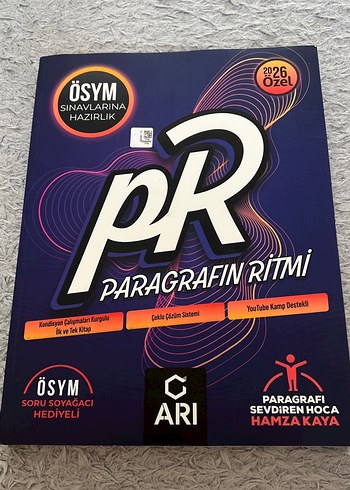 ÖSYM
SINAVLARINA
HAZIRLIK
2026
Özel
PR
PARAGRAFIN RİTMİ
Kondisyon Çalışmaları Kurgulu
İlk ve Tek Kitap
Çoklu Çözüm Sistemi
YouTube Kamp Destekli
ÖSYM
SORU SOYAĞACI
HEDİYELİ
ARI
PARAGRAFI
SEVDİREN HOCA
HAMZA KAYA